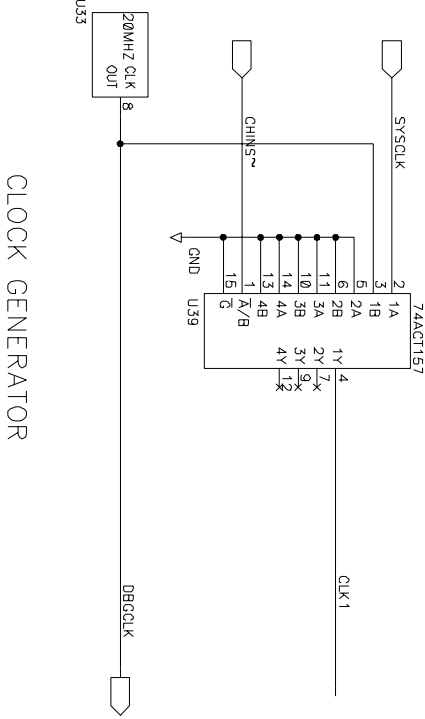 74ACT157
SYSCLK
2 1A
3 1B
5 2A
6 2B
11 3A
10 3B
14 4A
13 4B
1 A/B
15 G
1Y 4
2Y 7
3Y 9
4Y 12
U39
CLK1
CHINS~
GND
U33
20MHZ CLK
OUT
8
DBGCLK
CLOCK GENERATOR